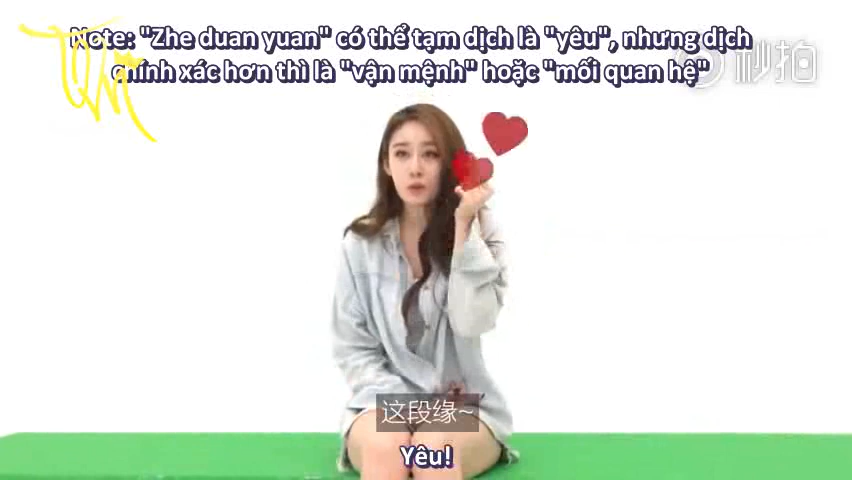 Note: "Zhe duan yuan" có thể tạm dịch là "yêu", nhưng dịch
chính xác hơn thì là "vận mệnh" hoặc "mối quan hệ"
秒拍
这段缘~
Yêu!